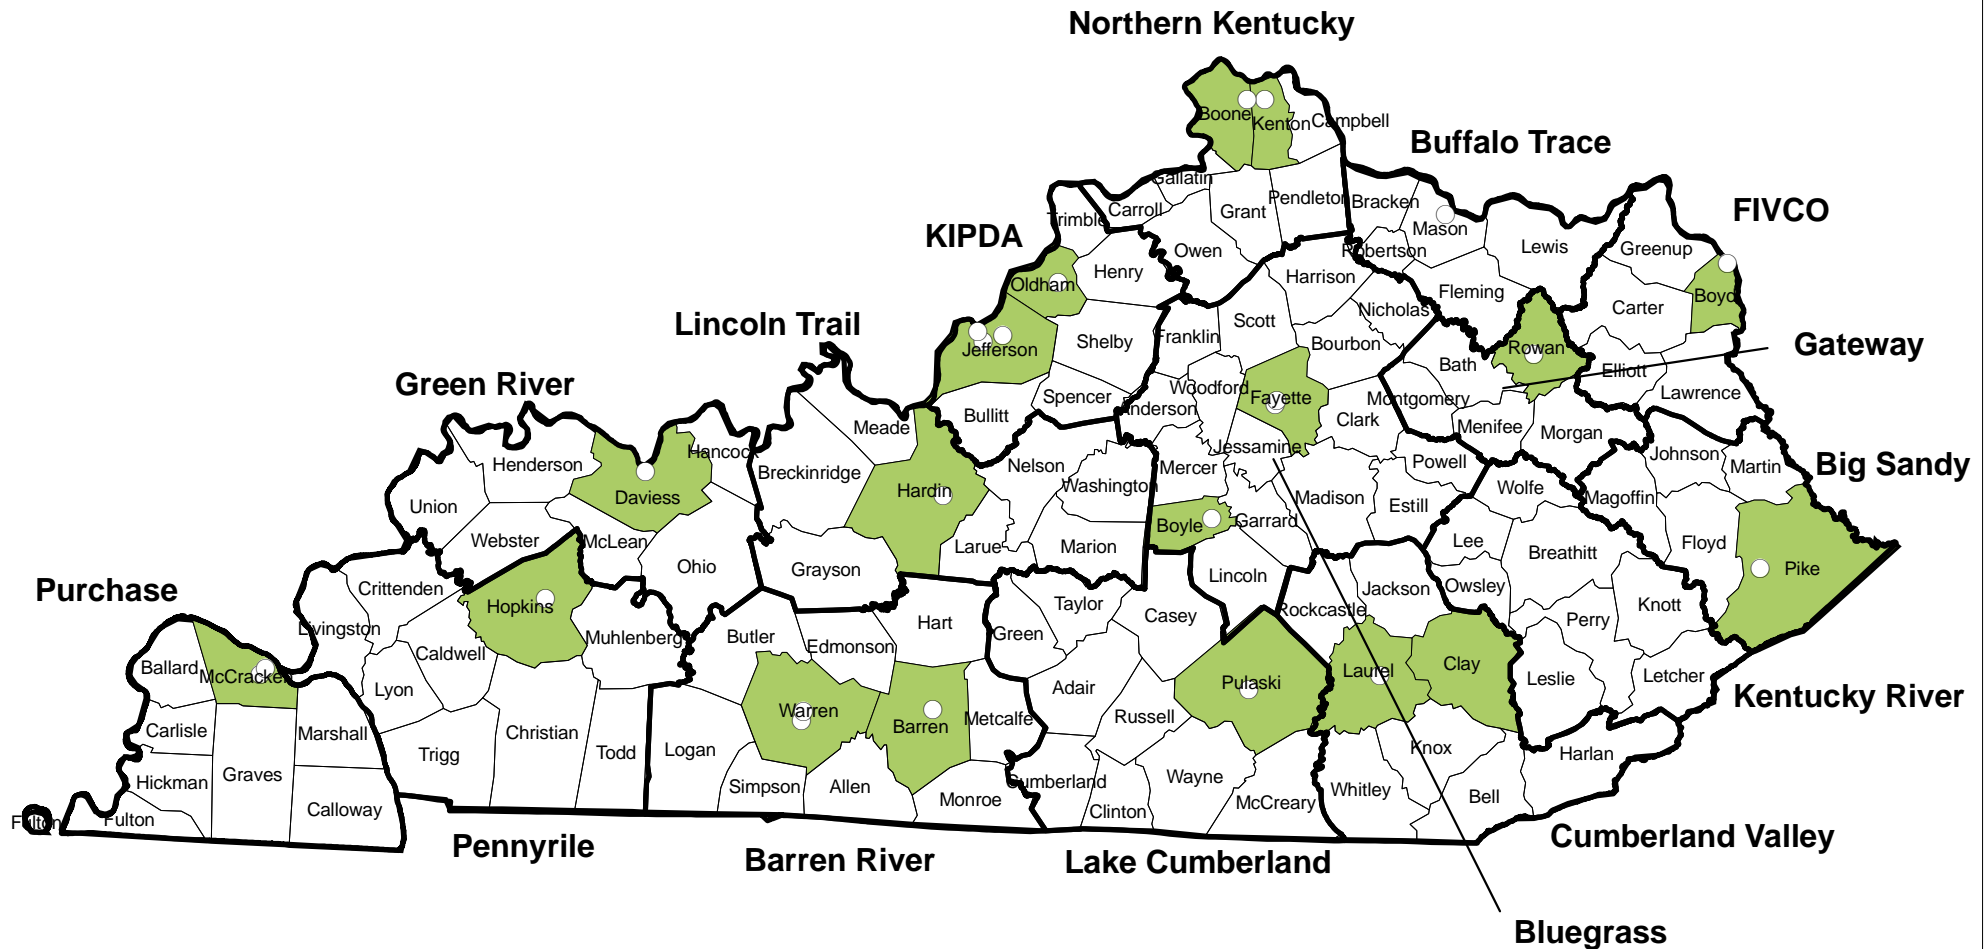 Northern Kentucky
Boone
Kenton
Campbell
Buffalo Trace
Gallatin
Carroll
Grant
Pendleton
Bracken
Mason
Trimble
Owen
Robertson
Lewis
Greenup
FIVCO
KIPDA
Henry
Oldham
Harrison
Fleming
Nicholas
Carter
Boyd
Lincoln Trail
Jefferson
Shelby
Franklin
Scott
Bourbon
Bath
Rowan
Elliott
Gateway
Green River
Spencer
Bullitt
Woodford
Anderson
Fayette
Clark
Montgomery
Menifee
Morgan
Lawrence
Meade
Hancock
Henderson
Breckinridge
Nelson
Washington
Mercer
Jessamine
Powell
Johnson
Martin
Big Sandy
Union
Daviess
Hardin
Madison
Estill
Wolfe
Magoffin
Boyle
Garrard
Webster
McLean
Ohio
Grayson
Larue
Marion
Lee
Breathitt
Floyd
Pike
Purchase
Crittenden
Hopkins
Lincoln
Jackson
Owsley
Knott
Livingston
Caldwell
Muhlenberg
Butler
Edmonson
Hart
Green
Taylor
Casey
Rockcastle
Perry
Ballard
McCracken
Lyon
Adair
Pulaski
Laurel
Clay
Leslie
Letcher
Kentucky River
Carlisle
Marshall
Trigg
Christian
Todd
Logan
Warren
Barren
Metcalfe
Russell
Knox
Harlan
Hickman
Graves
Calloway
Simpson
Allen
Monroe
Cumberland
Clinton
Wayne
McCreary
Whitley
Bell
Fulton
Fulton
Pennyrile
Barren River
Lake Cumberland
Cumberland Valley
Bluegrass